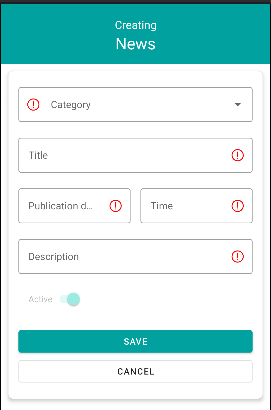 Creating
News
Category
Title
Publication d...
Time
Description
Active
SAVE
CANCEL